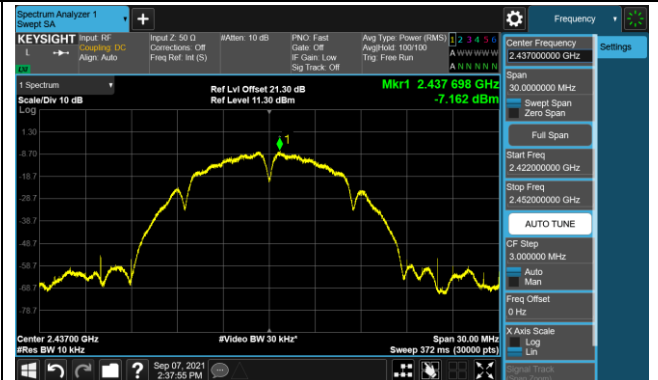 Spectrum Analyzer 1
Swept SA
+
Frequency
KEYSIGHT
L
LW
Input: RF
Coupling: DC
Align: Auto
Input Z: 50 Ω
Corrections: Off
Freq Ref: Int (S)
#Atten: 10 dB
PNO: Fast
Gate: Off
IF Gain: Low
Sig Track: Off
Avg Type: Power (RMS)
Avg|Hold: 100/100
Trig: Free Run
1 2 3 4 5 6
A W W W W W
A N N N N N
1 Spectrum
Scale/Div 10 dB
Log
Ref Lvl Offset 21.30 dB
Ref Level 11.30 dBm
Mkr1 2.437 698 GHz
-7.162 dBm
1
1.30
-8.70
-18.7
-28.7
-38.7
-48.7
-58.7
-68.7
-78.7
Center 2.43700 GHz
#Res BW 10 kHz
#Video BW 30 kHz*
Span 30.00 MHz
Sweep 372 ms (30000 pts)
?
Sep 07, 2021
2:37:55 PM
Center Frequency
2.437000000 GHz
Span
30.0000000 MHz
Swept Span
Zero Span
Full Span
Start Freq
2.422000000 GHz
Stop Freq
2.452000000 GHz
AUTO TUNE
CF Step
3.000000 MHz
Auto
Man
Freq Offset
0 Hz
X Axis Scale
Log
Lin
Signal Track
(Span Zoom)
Settings